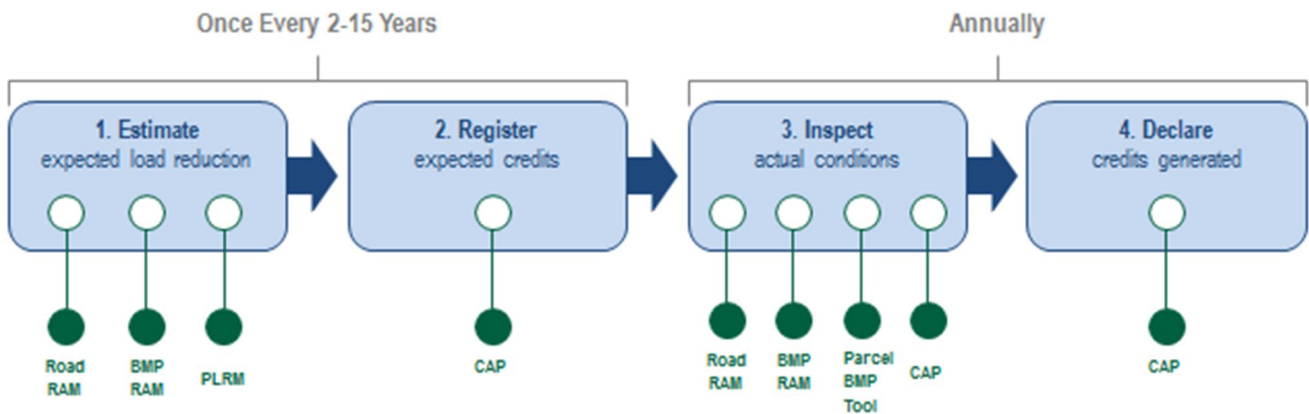 Once Every 2-15 Years
Annually
1. Estimate
expected load reduction
2. Register
expected credits
3. Inspect
actual conditions
4. Declare
credits generated
Road
RAM
BMP
RAM
PLRM
CAP
Road
RAM
BMP
RAM
Parcel
BMP
Tool
CAP
CAP